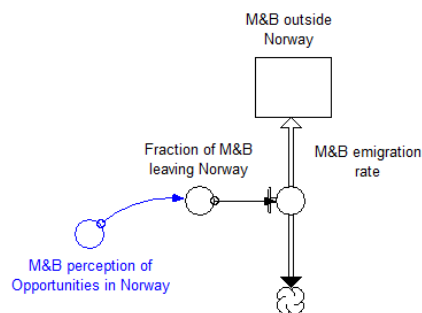 M&B outside
Norway
Fraction of M&B
leaving Norway
M&B emigration
rate
M&B perception of
Opportunities in Norway